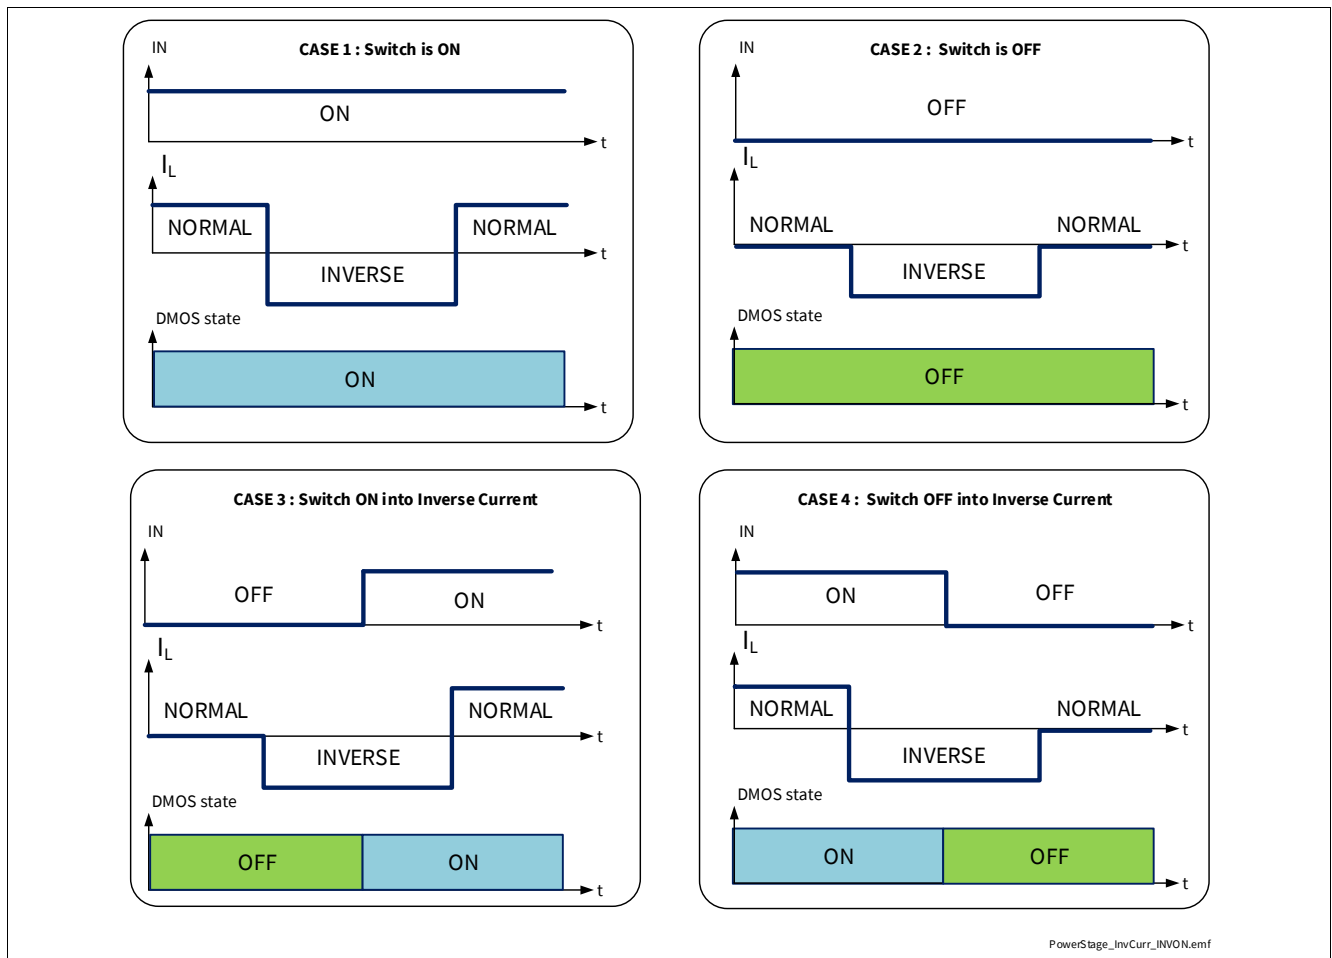 CASE 1 : Switch is ON
IN
ON
t
IL
NORMAL
NORMAL
INVERSE
t
DMOS state
ON
t
CASE 2 :  Switch is OFF
IN
OFF
t
IL
NORMAL
NORMAL
INVERSE
t
DMOS state
OFF
t
CASE 3 : Switch ON into Inverse Current
IN
OFF
ON
t
IL
NORMAL
NORMAL
INVERSE
t
DMOS state
OFF
ON
t
CASE 4 :  Switch OFF into Inverse Current
IN
ON
OFF
t
IL
NORMAL
NORMAL
INVERSE
t
DMOS state
ON
OFF
t
PowerStage_InvCurr_INVON.emf